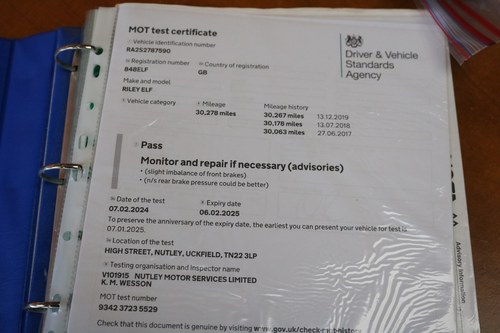 MOT test certificate
Vehicle identification number
RA252787590
Driver & Vehicle
Standards
Agency
Registration number
Country of registration
848ELF
GB
Make and model
RILEY ELF
Vehicle category
Mileage
Mileage history
30,278 miles
30,267 miles 13.12.2019
30,178 miles 13.07.2018
30,063 miles 27.06.2017
Pass
Monitor and repair if necessary (advisories)
• (slight imbalance of front brakes)
• (n/s rear brake pressure could be better)
Date of the test
Expiry date
07.02.2024
06.02.2025
To preserve the anniversary of the expiry date, the earliest you can present your vehicle for test is
07.01.2025.
Location of the test
HIGH STREET, NUTLEY, UCKFIELD, TN22 3LP
Testing organisation and inspector name
V101915 NUTLEY MOTOR SERVICES LIMITED
K. M. WESSON
MOT test number
9342 3723 5529
Check that this document is genuine by visiting www.gov.uk/check-mot-history
Advisory information